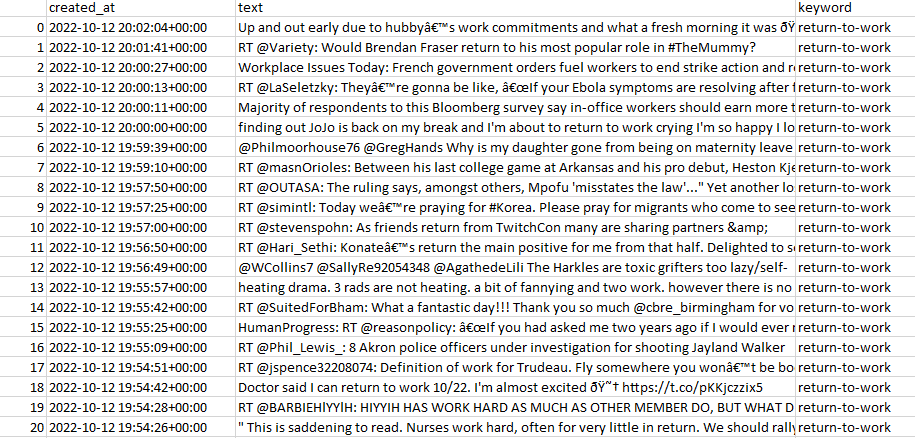 created_at text keyword
0 2022-10-12 20:02:04+00:00 Up and out early due to hubbyâ€™s work commitments and what a fresh morning it was ðŸ return-to-work
1 2022-10-12 20:01:41+00:00 RT @Variety: Would Brendan Fraser return to his most popular role in #TheMummy? return-to-work
2 2022-10-12 20:00:27+00:00 Workplace Issues Today: French government orders fuel workers to end strike action and re return-to-work
3 2022-10-12 20:00:13+00:00 RT @LaSeletzky: Theyâ€™re gonna be like, â€œIf your Ebola symptoms are resolving after f return-to-work
4 2022-10-12 20:00:11+00:00 Majority of respondents to this Bloomberg survey say in-office workers should earn more t return-to-work
5 2022-10-12 20:00:00+00:00 finding out JoJo is back on my break and I'm about to return to work crying I'm so happy I lo return-to-work
6 2022-10-12 19:59:39+00:00 @Philmoorhouse76 @GregHands Why is my daughter gone from being on maternity leave return-to-work
7 2022-10-12 19:59:10+00:00 RT @masnOrioles: Between his last college game at Arkansas and his pro debut, Heston Kje return-to-work
8 2022-10-12 19:57:50+00:00 RT @OUTASA: The ruling says, amongst others, Mpofu 'misstates the law'..." Yet another lo return-to-work
9 2022-10-12 19:57:25+00:00 RT @simintl: Today weâ€™re praying for #Korea. Please pray for migrants who come to see return-to-work
10 2022-10-12 19:57:00+00:00 RT @stevenspohn: As friends return from TwitchCon many are sharing partners &amp; return-to-work
11 2022-10-12 19:56:50+00:00 RT @Hari_Sethi: Konateâ€™s return the main positive for me from that half. Delighted to se return-to-work
12 2022-10-12 19:56:49+00:00 @WCollins7 @SallyRe92054348 @AgathedeLili The Harkles are toxic grifters too lazy/self- return-to-work
13 2022-10-12 19:55:57+00:00 heating drama. 3 rads are not heating. a bit of fannying and two work. however there is no return-to-work
14 2022-10-12 19:55:42+00:00 RT @SuitedForBham: What a fantastic day!!! Thank you so much @cbre_birmingham for vo return-to-work
15 2022-10-12 19:55:25+00:00 HumanProgress: RT @reasonpolicy: â€œIf you had asked me two years ago if I would ever r return-to-work
16 2022-10-12 19:55:09+00:00 RT @Phil_Lewis_: 8 Akron police officers under investigation for shooting Jayland Walker return-to-work
17 2022-10-12 19:54:51+00:00 RT @jspence32208074: Definition of work for Trudeau. Fly somewhere you wonâ€™t be bo return-to-work
18 2022-10-12 19:54:42+00:00 Doctor said I can return to work 10/22. I'm almost excited ðŸ˜† https://t.co/pKKjczzix5 return-to-work
19 2022-10-12 19:54:28+00:00 RT @BARBIEHlYYlH: HIYYIH HAS WORK HARD AS MUCH AS OTHER MEMBER DO, BUT WHAT D return-to-work
20 2022-10-12 19:54:26+00:00 " This is saddening to read. Nurses work hard, often for very little in return. We should rally return-to-work